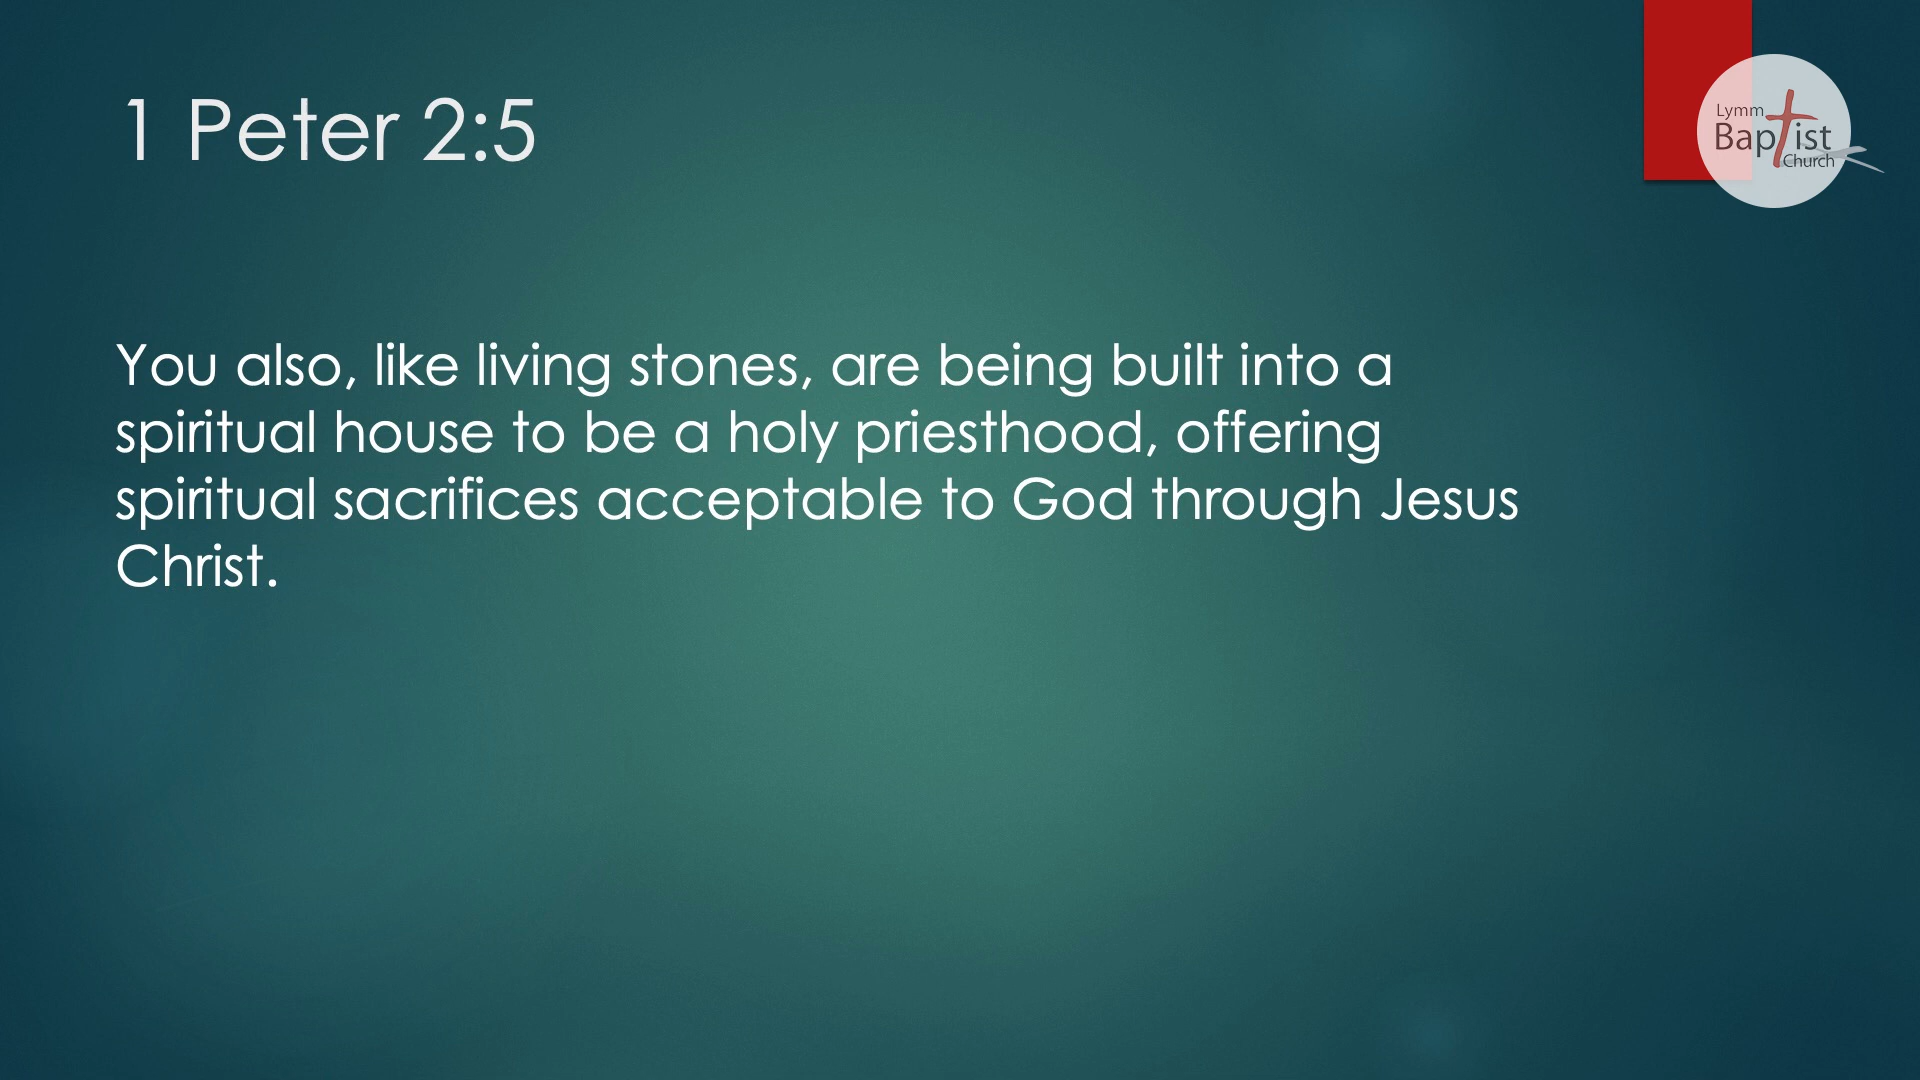 1 Peter 2:5
Lymm
Baptist
Church
You also, like living stones, are being built into a
spiritual house to be a holy priesthood, offering
spiritual sacrifices acceptable to God through Jesus
Christ.